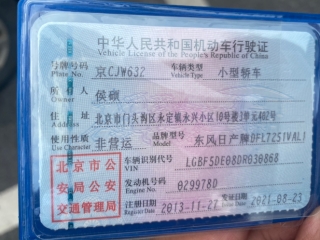 中华人民共和国机动车行驶证
Vehicle License of the People's Republic of China
号牌号码 京CJW632 车辆类型 小型轿车
Plate No. Vehicle Type
所有人 侯硕
Owner
住址 北京市门头沟区永定镇永兴小区10号楼3单元402号
Address
使用性质 非营运 品牌型号 东风日产牌DFL7251VAL1
Use Character Model
北京市公 车辆识别代号 LGBF5DE08DR030868
安局公安 VIN
交通管理局 发动机号码 029978D
Engine No.
注册日期 2013-11-27 发证日期 2021-08-23
Register Date Issue Date